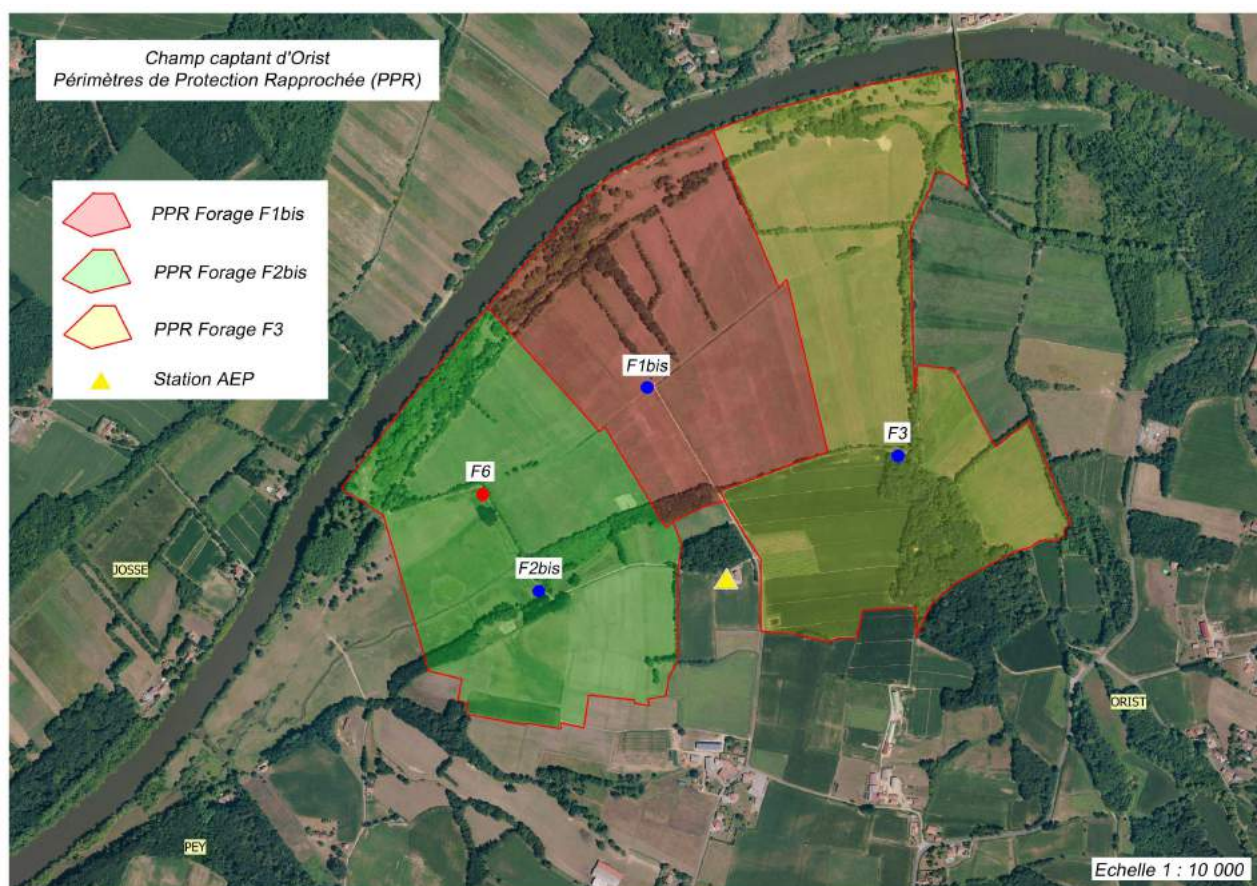 Champ captant d'Orist
Périmètres de Protection Rapprochée (PPR)
PPR Forage F1bis
PPR Forage F2bis
PPR Forage F3
Station AEP
F1bis
F3
F6
F2bis
JOSSE
ORIST
PEY
Echelle 1 : 10 000